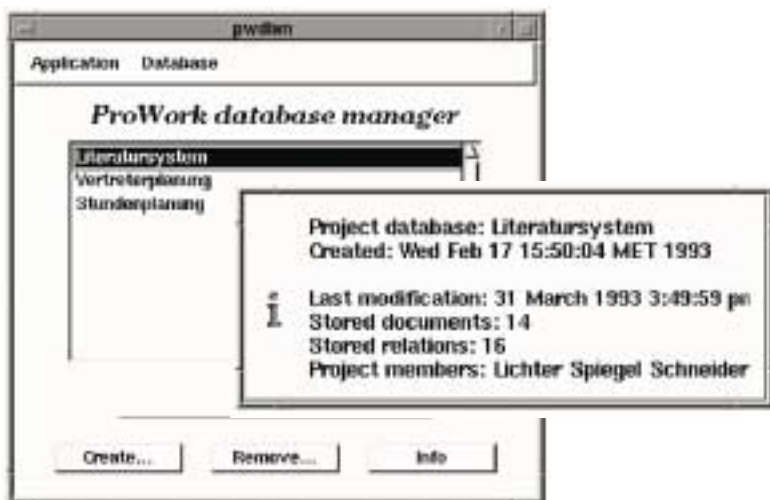 pwdbm
Application Database
ProWork database manager
Literatursystem
Vertreterplanung
Stundenplanung
Project database: Literatursystem
Created: Wed Feb 17 15:50:04 MET 1993
Last modification: 31 March 1993 3:49:59 pm
Stored documents: 14
Stored relations: 16
Project members: Lichter Spiegel Schneider
Create... Remove... Info